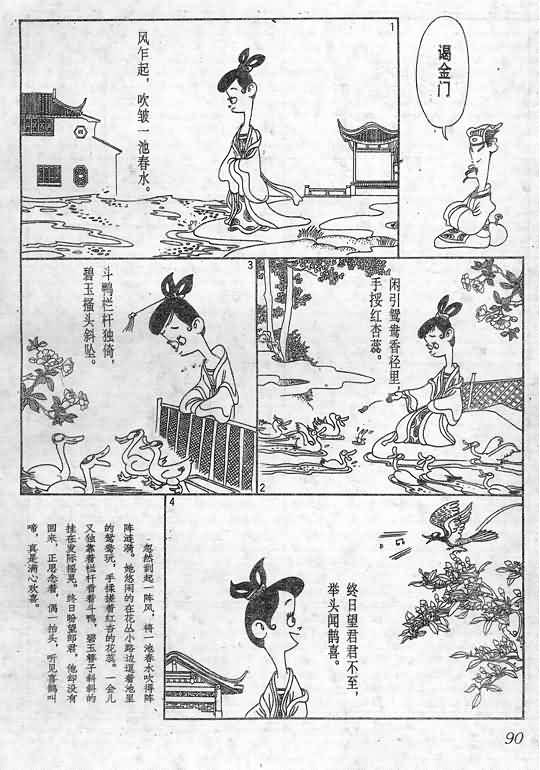 谒金门
1
风乍起，
吹皱一池春水。
2
闲引鸳鸯香径里，
手挼红杏蕊。
3
斗鸭栏杆独倚，
碧玉搔头斜坠。
4
终日望君君不至，
举头闻鹊喜。
忽然刮起一阵风，将一
池春水吹得阵
阵涟漪。她悠闲的在花丛小路边逗着池里
的鸳鸯玩，手揉搓着红杏的花蕊。一会儿
又独靠着栏杆看着斗鸭，碧玉簪子斜斜的
挂在发际摇晃。终日盼望郎君，他却没有
回来，正思念着，偶一抬头，听见喜鹊叫
啼，真是满心欢喜。
90